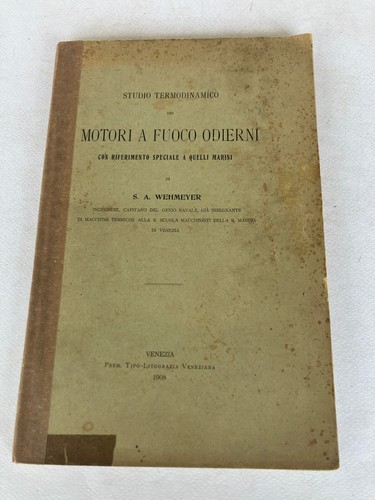 STUDIO TERMODINAMICO
DEI
MOTORI A FUOCO ODIERNI
CON RIFERIMENTO SPECIALE A QUELLI MARINI
DI
S. A. WEHMEYER
INGEGNERE, CAPITANO DEL GENIO NAVALE, GIÀ INSEGNANTE
DI MACCHINE TERMICHE ALLA R. SCUOLA MACCHINISTI DELLA R. MARINA
DI VENEZIA
VENEZIA
PREM. TIPO-LITOGRAFIA VENEZIANA
1908